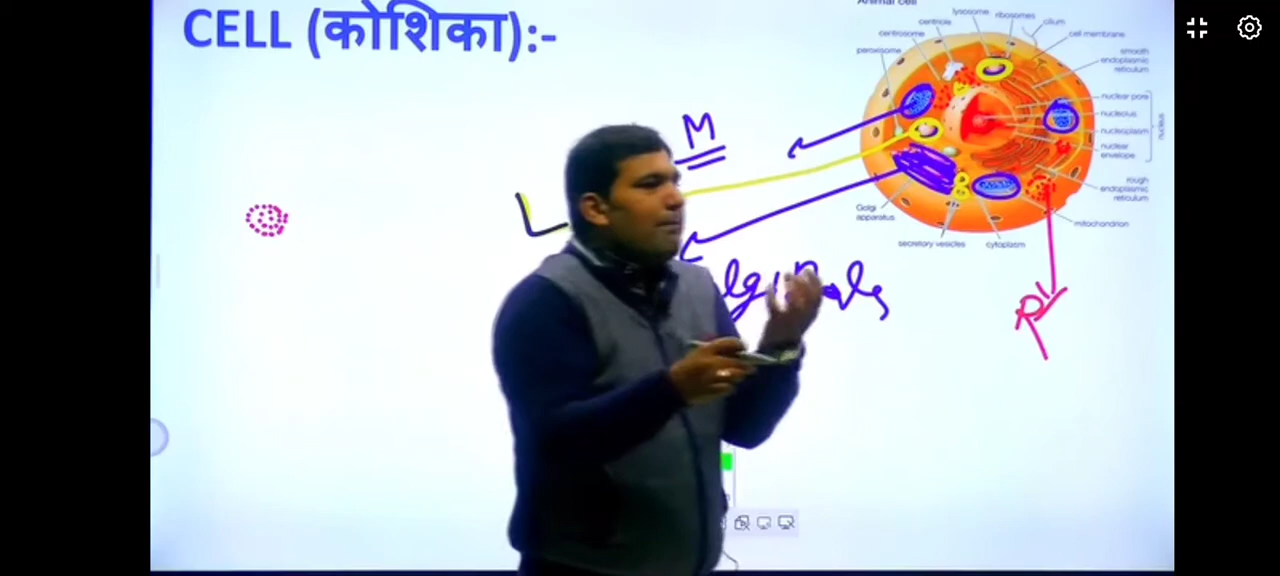 CELL (कोशिका):-
Animal cell
lysosome
ribosomes
centriole
cilium
centrosome
cell membrane
peroxisome
smooth
endoplasmic
reticulum
nuclear pore
nucleolus
nucleus
nucleoplasm
nuclear
envelope
rough
endoplasmic
reticulum
Golgi
apparatus
mitochondrion
secretory vesicles
cytoplasm
M
L
R